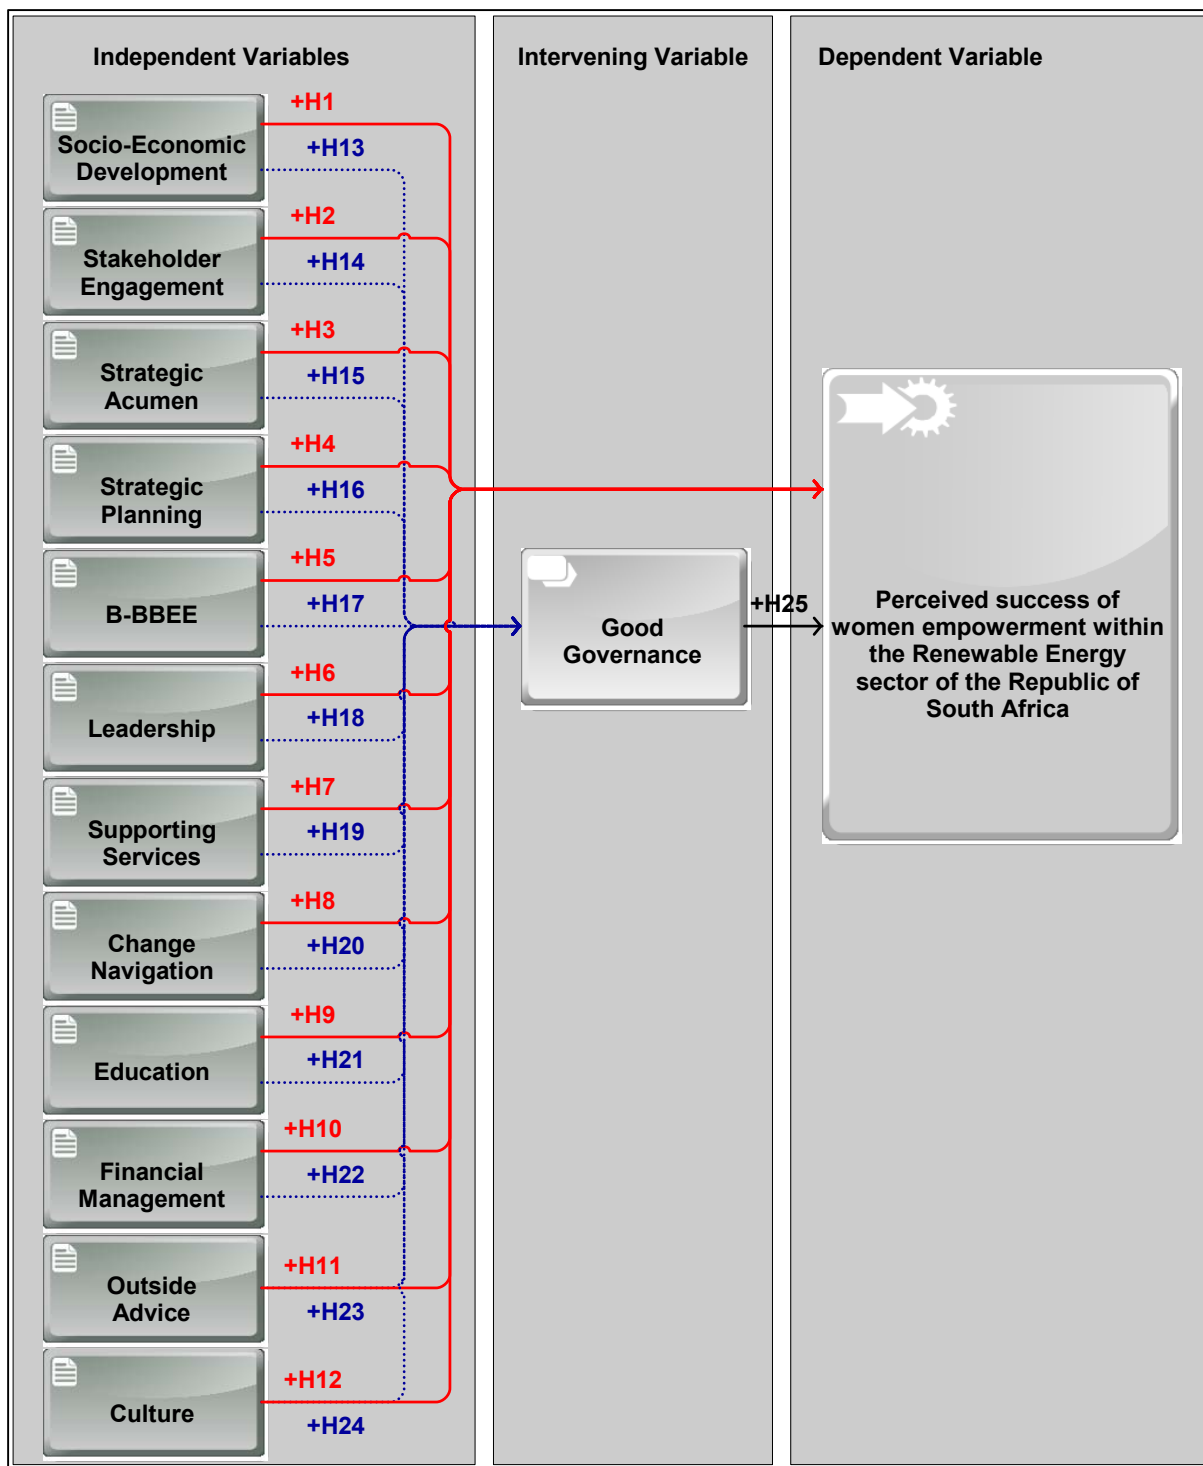 Independent Variables
Intervening Variable
Dependent Variable
+H1
Socio-Economic
Development
+H13
+H2
Stakeholder
Engagement
+H14
+H3
Strategic
Acumen
+H15
+H4
Strategic
Planning
+H16
+H5
B-BBEE
+H17
+H6
Leadership
+H18
+H7
Supporting
Services
+H19
+H8
Change
Navigation
+H20
+H9
Education
+H21
+H10
Financial
Management
+H22
+H11
Outside
Advice
+H23
+H12
Culture
+H24
Good
Governance
+H25
Perceived success of
women empowerment within
the Renewable Energy
sector of the Republic of
South Africa